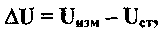 ΔU = Uизм – Uст,